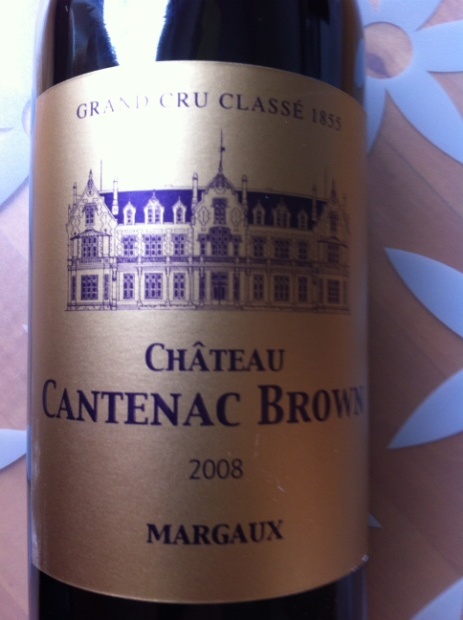 GRAND CRU CLASSÉ 1855
CHÂTEAU
CANTENAC BROWN
2008
MARGAUX